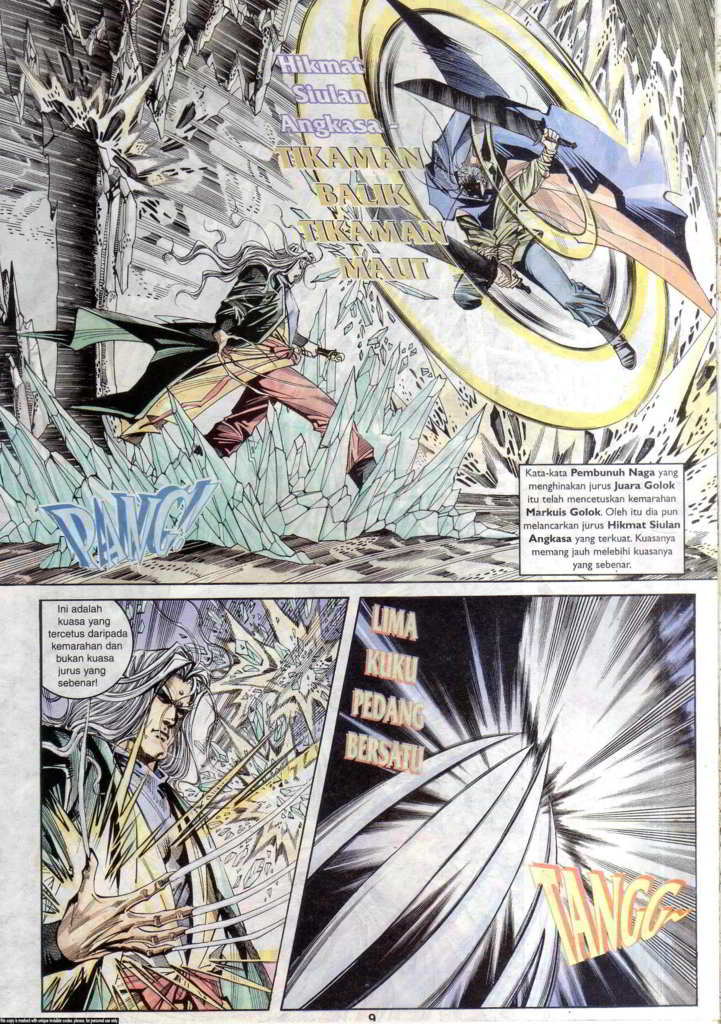 Hikmat
Siulan
Angkasa -
TIKAMAN
BALIK
TIKAMAN
MAUT
Kata-kata Pembunuh Naga yang
menghinakan jurus Juara Golok
itu telah mencetuskan kemarahan
Markuis Golok. Oleh itu dia pun
melancarkan jurus Hikmat Siulan
Angkasa yang terkuat. Kuasanya
memang jauh melebihi kuasanya
yang sebenar.
PANG!
Ini adalah
kuasa yang
tercetus daripada
kemarahan dan
bukan kuasa
jurus yang
sebenar!
LIMA
KUKU
PEDANG
BERSATU
TANGG~
9